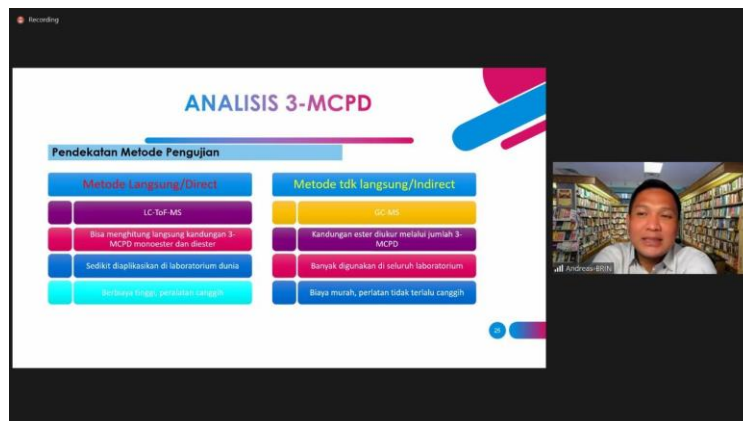 Recording
ANALISIS 3-MCPD
Pendekatan Metode Pengujian
Metode Langsung/Direct
LC-ToF-MS
Bisa menghitung langsung kandungan 3-
MCPD monoester dan diester
Sedikit diaplikasikan di laboratorium dunia
Berbiaya tinggi, peralatan canggih
Metode tdk langsung/Indirect
GC-MS
Kandungan ester diukur melalui jumlah 3-
MCPD
Banyak digunakan di seluruh laboratorium
Biaya murah, perlatan tidak terlalu canggih
25
Andreas-BRIN